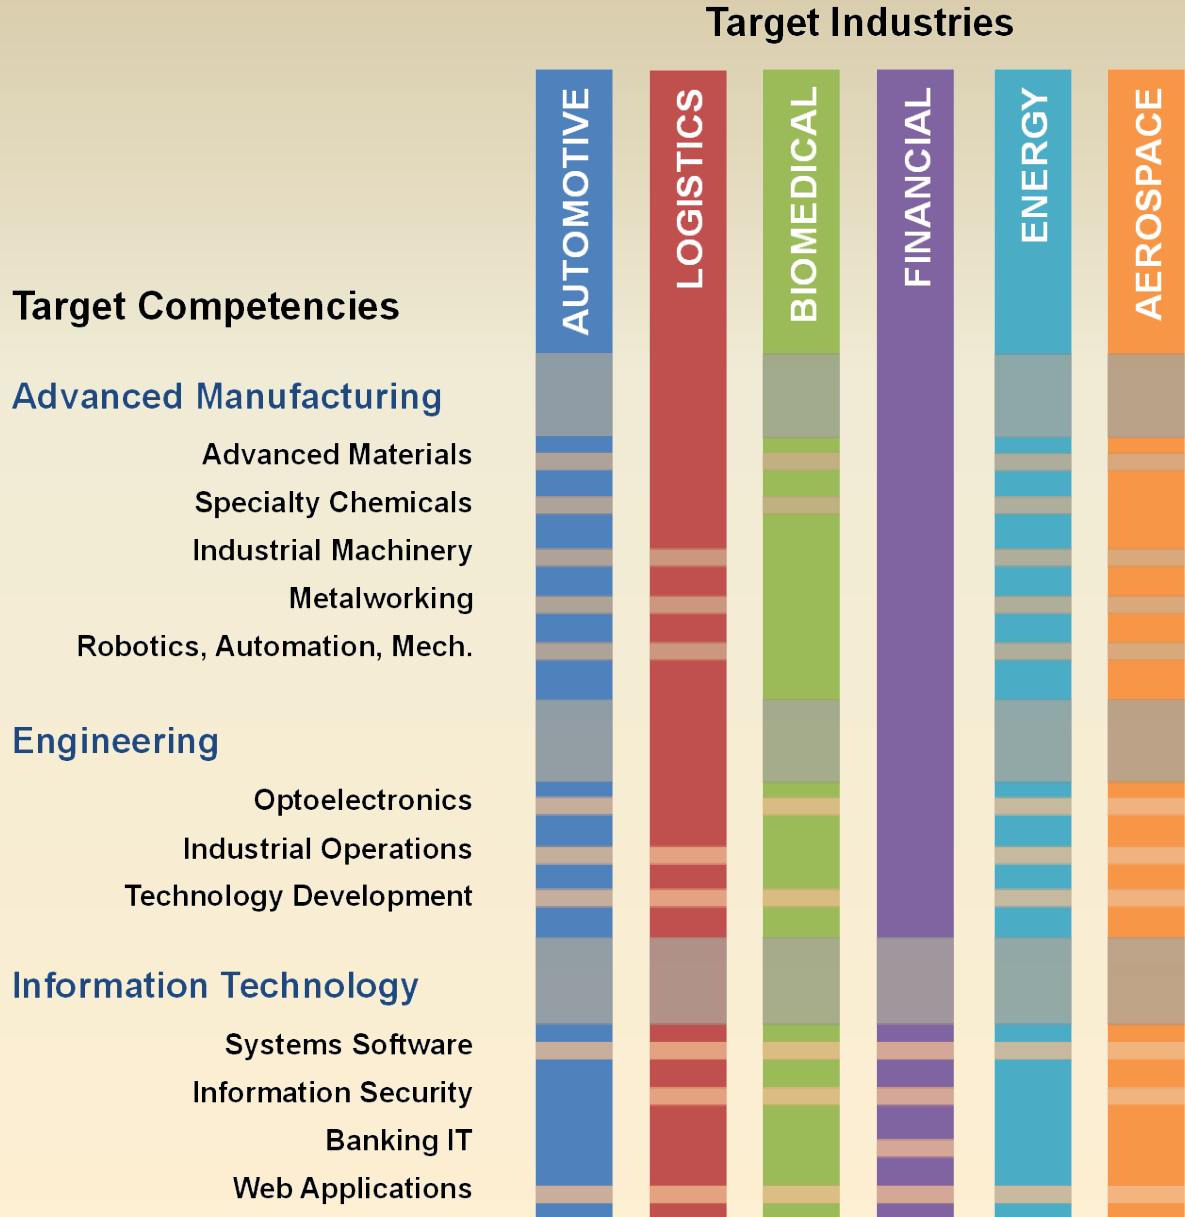 Target Industries
AUTOMOTIVE
LOGISTICS
BIOMEDICAL
FINANCIAL
ENERGY
AEROSPACE
Target Competencies
Advanced Manufacturing
Advanced Materials
Specialty Chemicals
Industrial Machinery
Metalworking
Robotics, Automation, Mech.
Engineering
Optoelectronics
Industrial Operations
Technology Development
Information Technology
Systems Software
Information Security
Banking IT
Web Applications